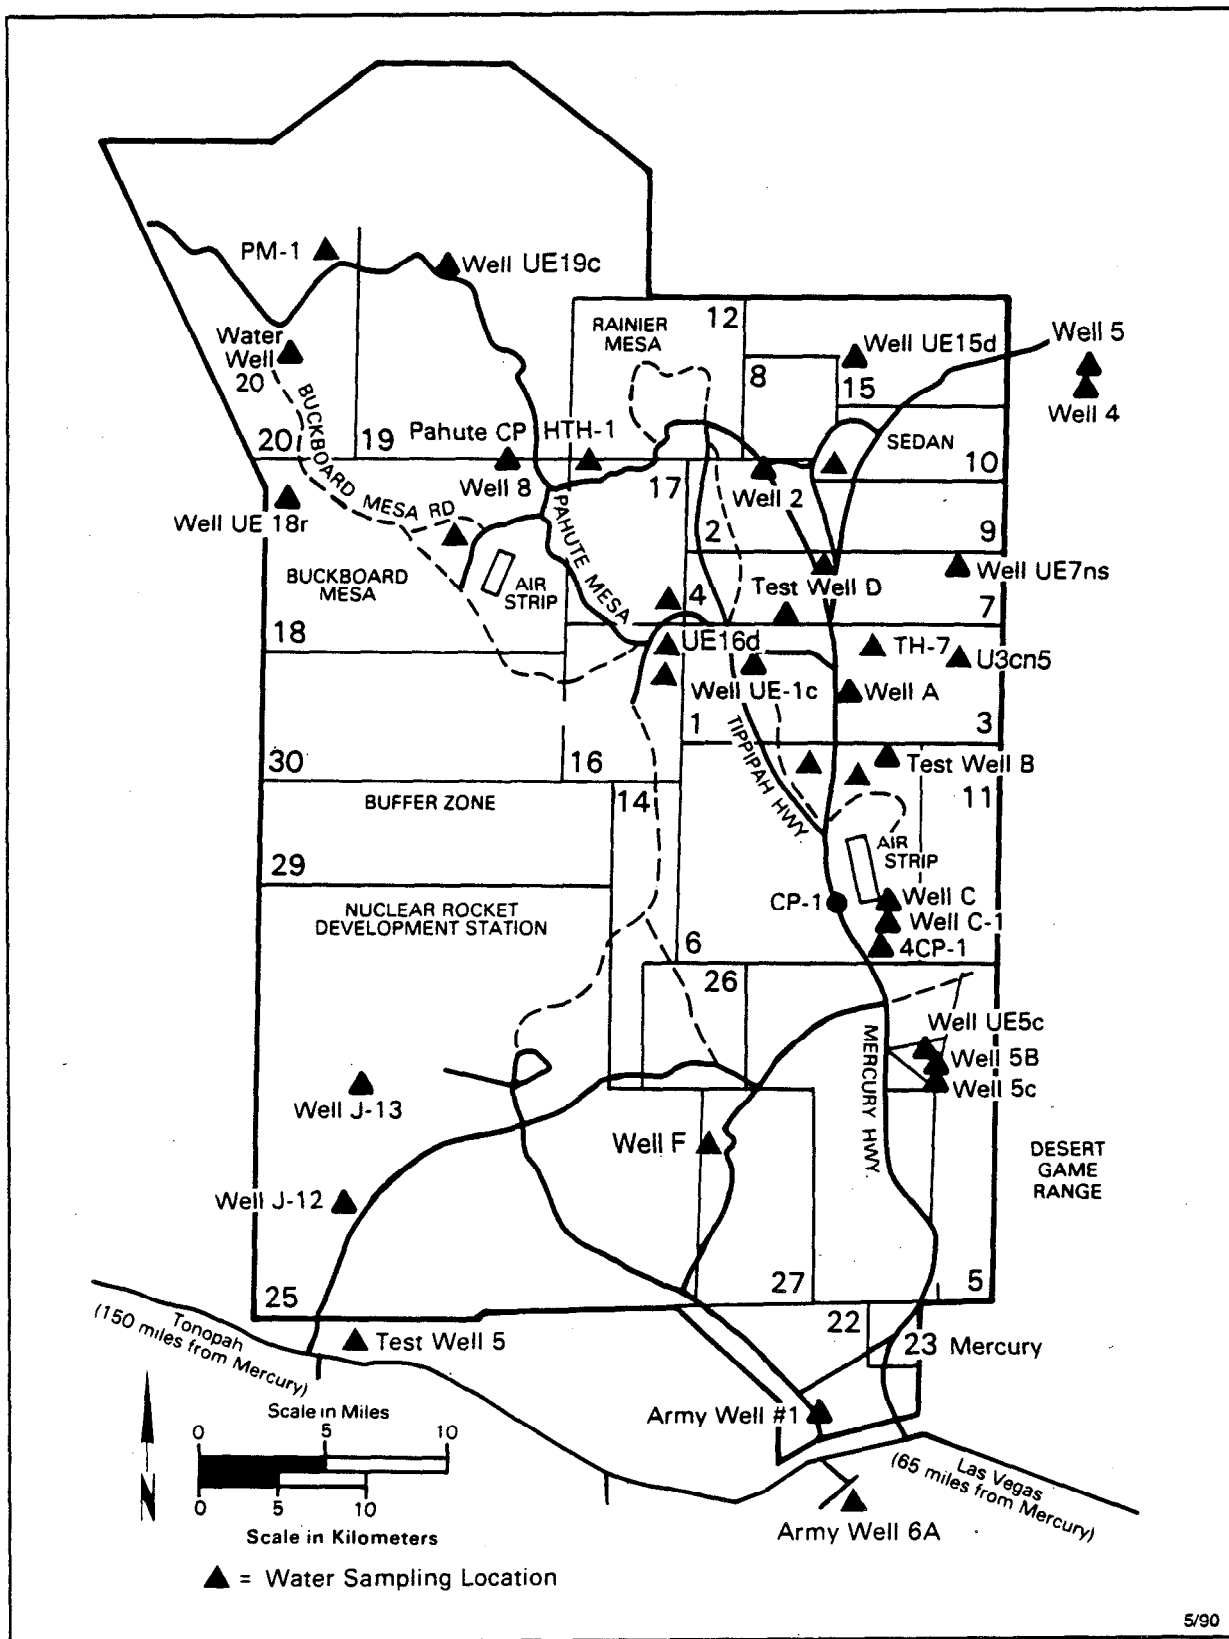 PM-1
Well UE19c
12
RAINIER
MESA
Water
Well
20
Well UE15d
Well 5
8
15
Well 4
BUCKBOARD MESA RD
Pahute CP
HTH-1
SEDAN
20
19
10
Well 8
17
Well 2
Well UE 18r
PAHUTE MESA
2
9
BUCKBOARD
MESA
AIR
STRIP
Test Well D
Well UE7ns
4
7
18
UE16d
TH-7
U3cn5
Well UE-1c
Well A
1
3
TIPPIPAH HWY.
30
16
Test Well B
BUFFER ZONE
14
11
29
AIR
STRIP
NUCLEAR ROCKET
DEVELOPMENT STATION
CP-1
Well C
Well C-1
6
4CP-1
26
MERCURY HWY.
Well UE5c
Well 5B
Well 5c
Well J-13
Well F
DESERT
GAME
RANGE
Well J-12
25
27
5
Tonopah
(150 miles from Mercury)
Test Well 5
22
23 Mercury
Scale in Miles
0 5 10
Army Well #1
0 5 10
Scale in Kilometers
N
Las Vegas
(65 miles from Mercury)
Army Well 6A
= Water Sampling Location
5/90